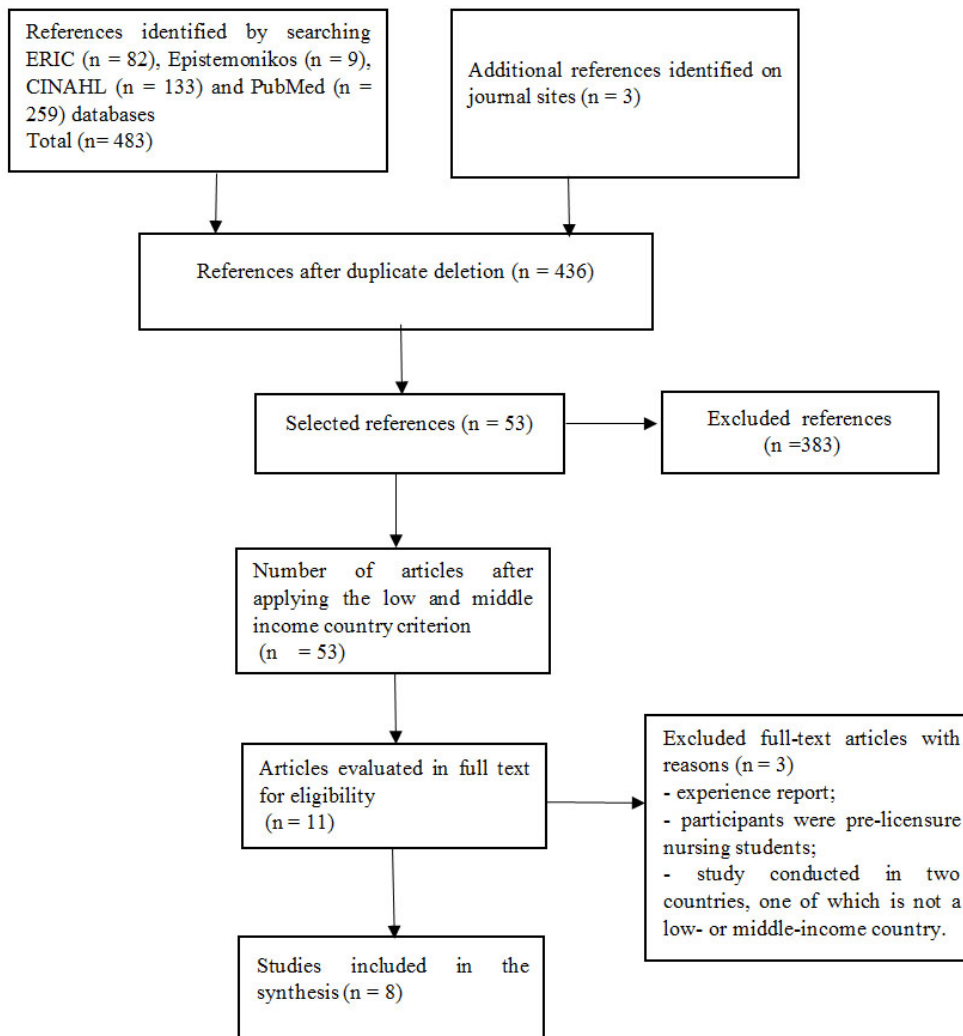 References identified by searching
ERIC (n = 82), Epistemonikos (n = 9),
CINAHL (n = 133) and PubMed (n =
259) databases
Total (n= 483)
Additional references identified on
journal sites (n = 3)
References after duplicate deletion (n = 436)
Selected references (n = 53)
Excluded references
(n =383)
Number of articles after
applying the low and middle
income country criterion
(n = 53)
Articles evaluated in full text
for eligibility
(n = 11)
Excluded full-text articles with
reasons (n = 3)
- experience report;
- participants were pre-licensure
nursing students;
- study conducted in two
countries, one of which is not a
low- or middle-income country.
Studies included in the
synthesis (n = 8)